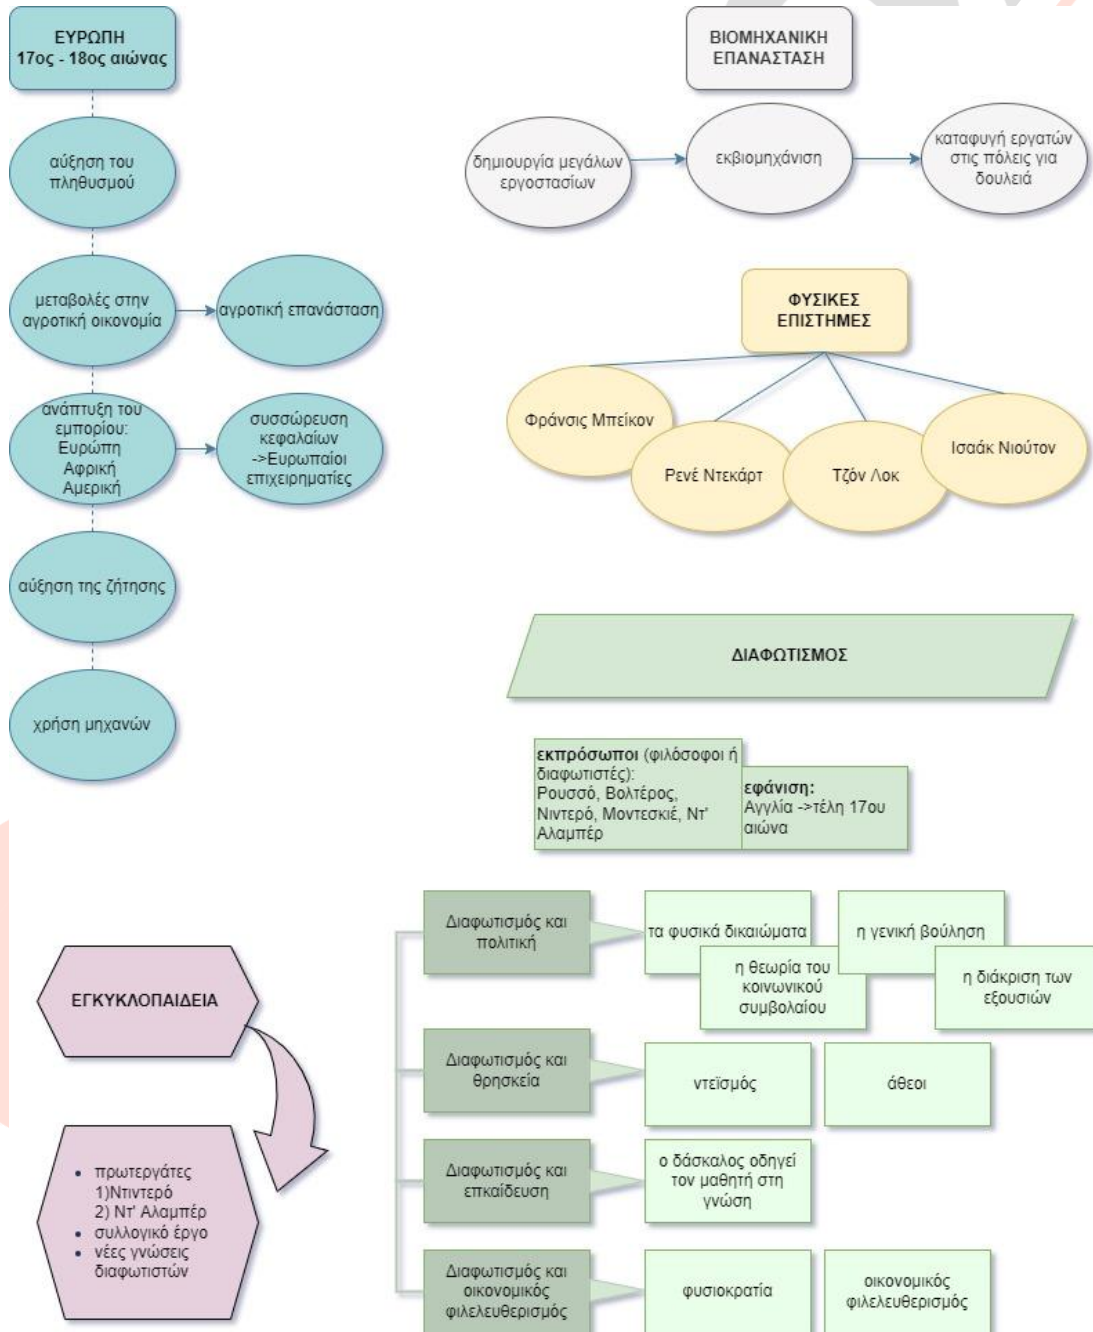 ΕΥΡΩΠΗ
17ος - 18ος αιώνας
αύξηση του
πληθυσμού
μεταβολές στην
αγροτική οικονομία
αγροτική επανάσταση
ανάπτυξη του
εμπορίου:
Ευρώπη
Αφρική
Αμερική
συσσώρευση
κεφαλαίων
->Ευρωπαίοι
επιχειρηματίες
αύξηση της ζήτησης
χρήση μηχανών
ΒΙΟΜΗΧΑΝΙΚΗ
ΕΠΑΝΑΣΤΑΣΗ
δημιουργία μεγάλων
εργοστασίων
εκβιομηχάνιση
καταφυγή εργατών
στις πόλεις για
δουλειά
ΦΥΣΙΚΕΣ
ΕΠΙΣΤΗΜΕΣ
Φράνσις Μπείκον
Ρενέ Ντεκάρτ
Τζόν Λοκ
Ισαάκ Νιούτον
ΔΙΑΦΩΤΙΣΜΟΣ
εκπρόσωποι (φιλόσοφοι ή
διαφωτιστές):
Ρουσσό, Βολτέρος,
Νιντερό, Μοντεσκιέ, Ντ'
Αλαμπέρ
εφάνιση:
Αγγλία ->τέλη 17ου
αιώνα
Διαφωτισμός και
πολιτική
τα φυσικά δικαιώματα
η θεωρία του
κοινωνικού
συμβολαίου
η γενική βούληση
η διάκριση των
εξουσιών
Διαφωτισμός και
θρησκεία
ντεϊσμός
άθεοι
Διαφωτισμός και
επκαίδευση
ο δάσκαλος οδηγεί
τον μαθητή στη
γνώση
Διαφωτισμός και
οικονομικός
φιλελευθερισμός
φυσιοκρατία
οικονομικός
φιλελευθερισμός
ΕΓΚΥΚΛΟΠΑΙΔΕΙΑ
• πρωτεργάτες
1)Ντιντερό
2) Ντ' Αλαμπέρ
• συλλογικό έργο
• νέες γνώσεις
διαφωτιστών